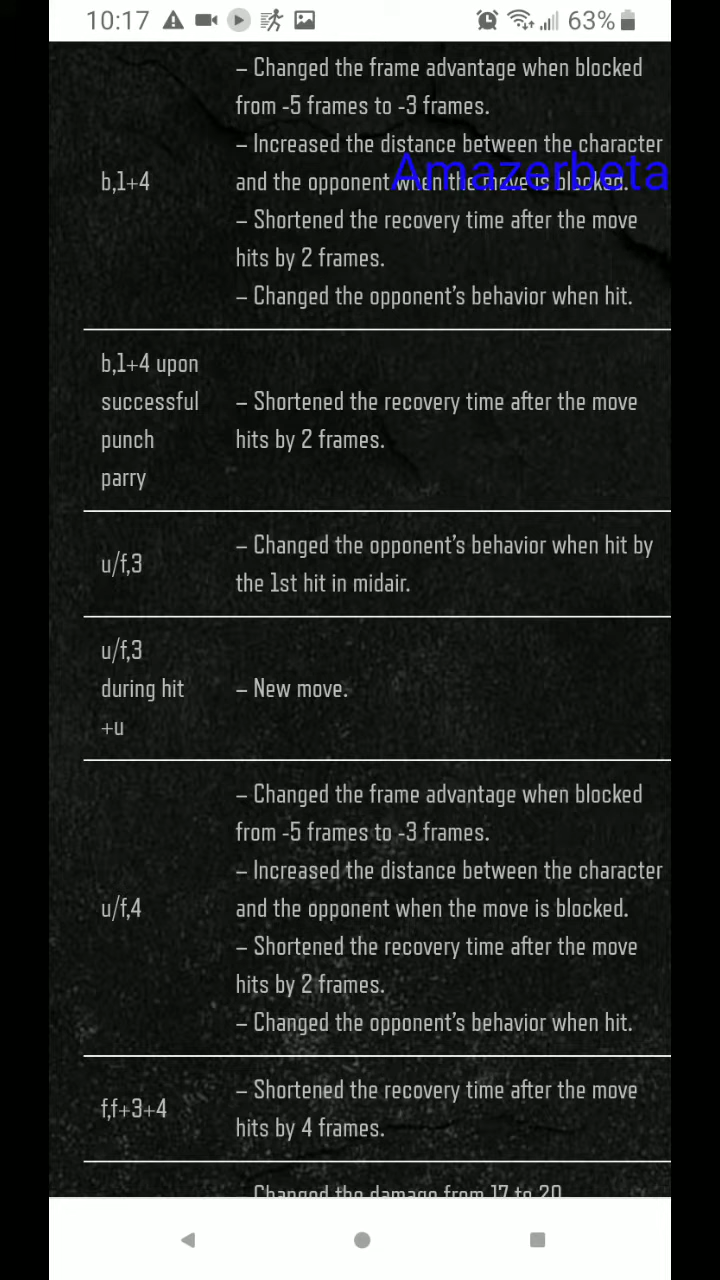 10:17
63%
– Changed the frame advantage when blocked
from -5 frames to -3 frames.
– Increased the distance between the character
b,1+4
and the opponent when the move is blocked.
Amazerbeta
– Shortened the recovery time after the move
hits by 2 frames.
– Changed the opponent's behavior when hit.
b,1+4 upon
successful
punch
parry
– Shortened the recovery time after the move
hits by 2 frames.
u/f,3
– Changed the opponent's behavior when hit by
the 1st hit in midair.
u/f,3
during hit
+u
– New move.
u/f,4
– Changed the frame advantage when blocked
from -5 frames to -3 frames.
– Increased the distance between the character
and the opponent when the move is blocked.
– Shortened the recovery time after the move
hits by 2 frames.
– Changed the opponent's behavior when hit.
f,f+3+4
– Shortened the recovery time after the move
hits by 4 frames.
Changed the damage from 17 to 20